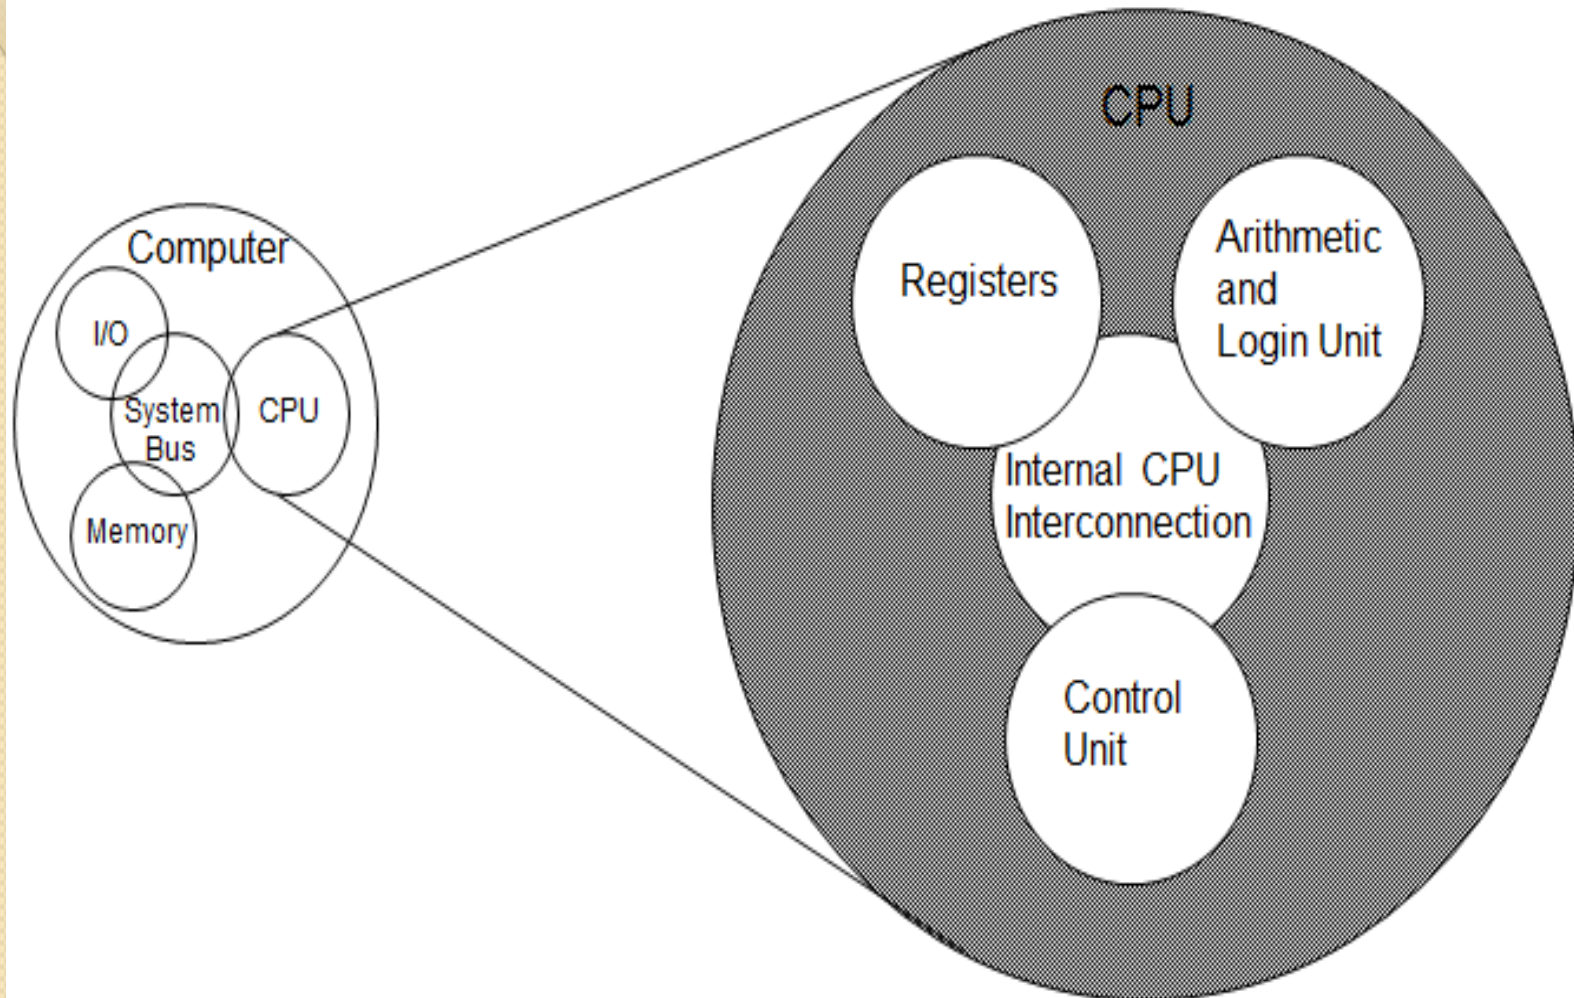 Computer
I/O
System
Bus
CPU
Memory
CPU
Registers
Arithmetic
and
Login Unit
Internal CPU
Interconnection
Control
Unit